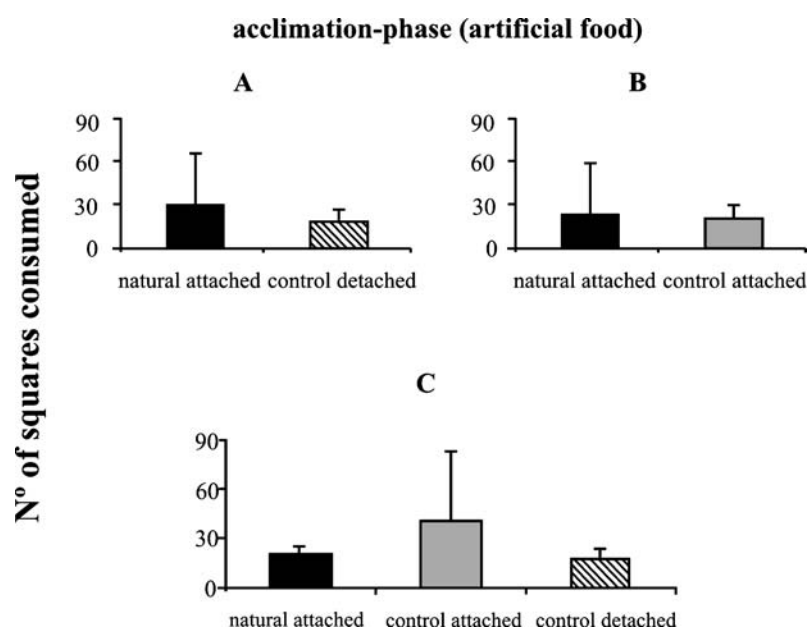 acclimation-phase (artificial food)
Nº of squares consumed
A
90
60
30
0
natural attached control detached
B
90
60
30
0
natural attached control attached
C
90
60
30
0
natural attached control attached control detached